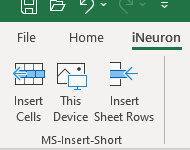 File Home iNeuron
Insert Cells
This Device
Insert Sheet Rows
MS-Insert-Short